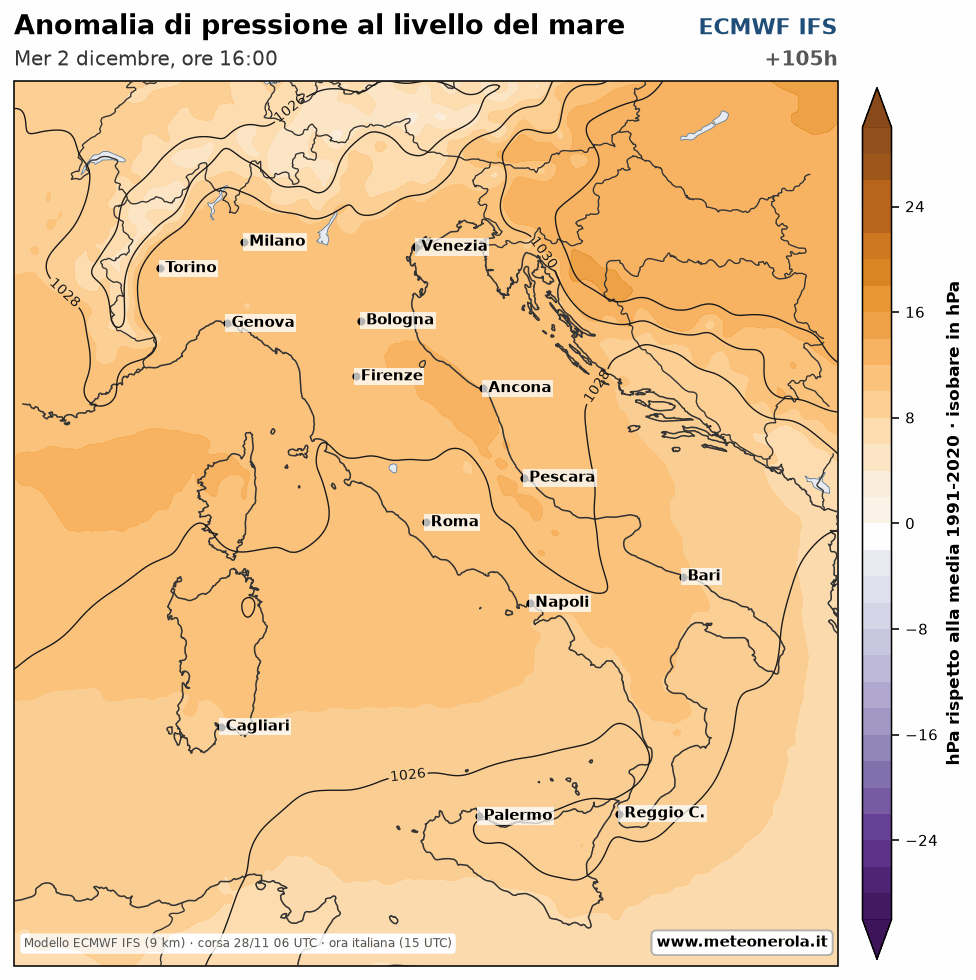 Anomalia di pressione al livello del mare
ECMWF IFS
Mer 2 dicembre, ore 16:00
+105h
1026
Milano
Venezia
Torino
1030
1028
Genova
Bologna
Firenze
1028
Ancona
Pescara
Roma
Bari
Napoli
Cagliari
1026
Palermo
Reggio C.
Modello ECMWF IFS (9 km) · corsa 28/11 06 UTC · ora italiana (15 UTC)
www.meteonerola.it
24
16
8
0
−8
−16
−24
hPa rispetto alla media 1991-2020 · isobare in hPa